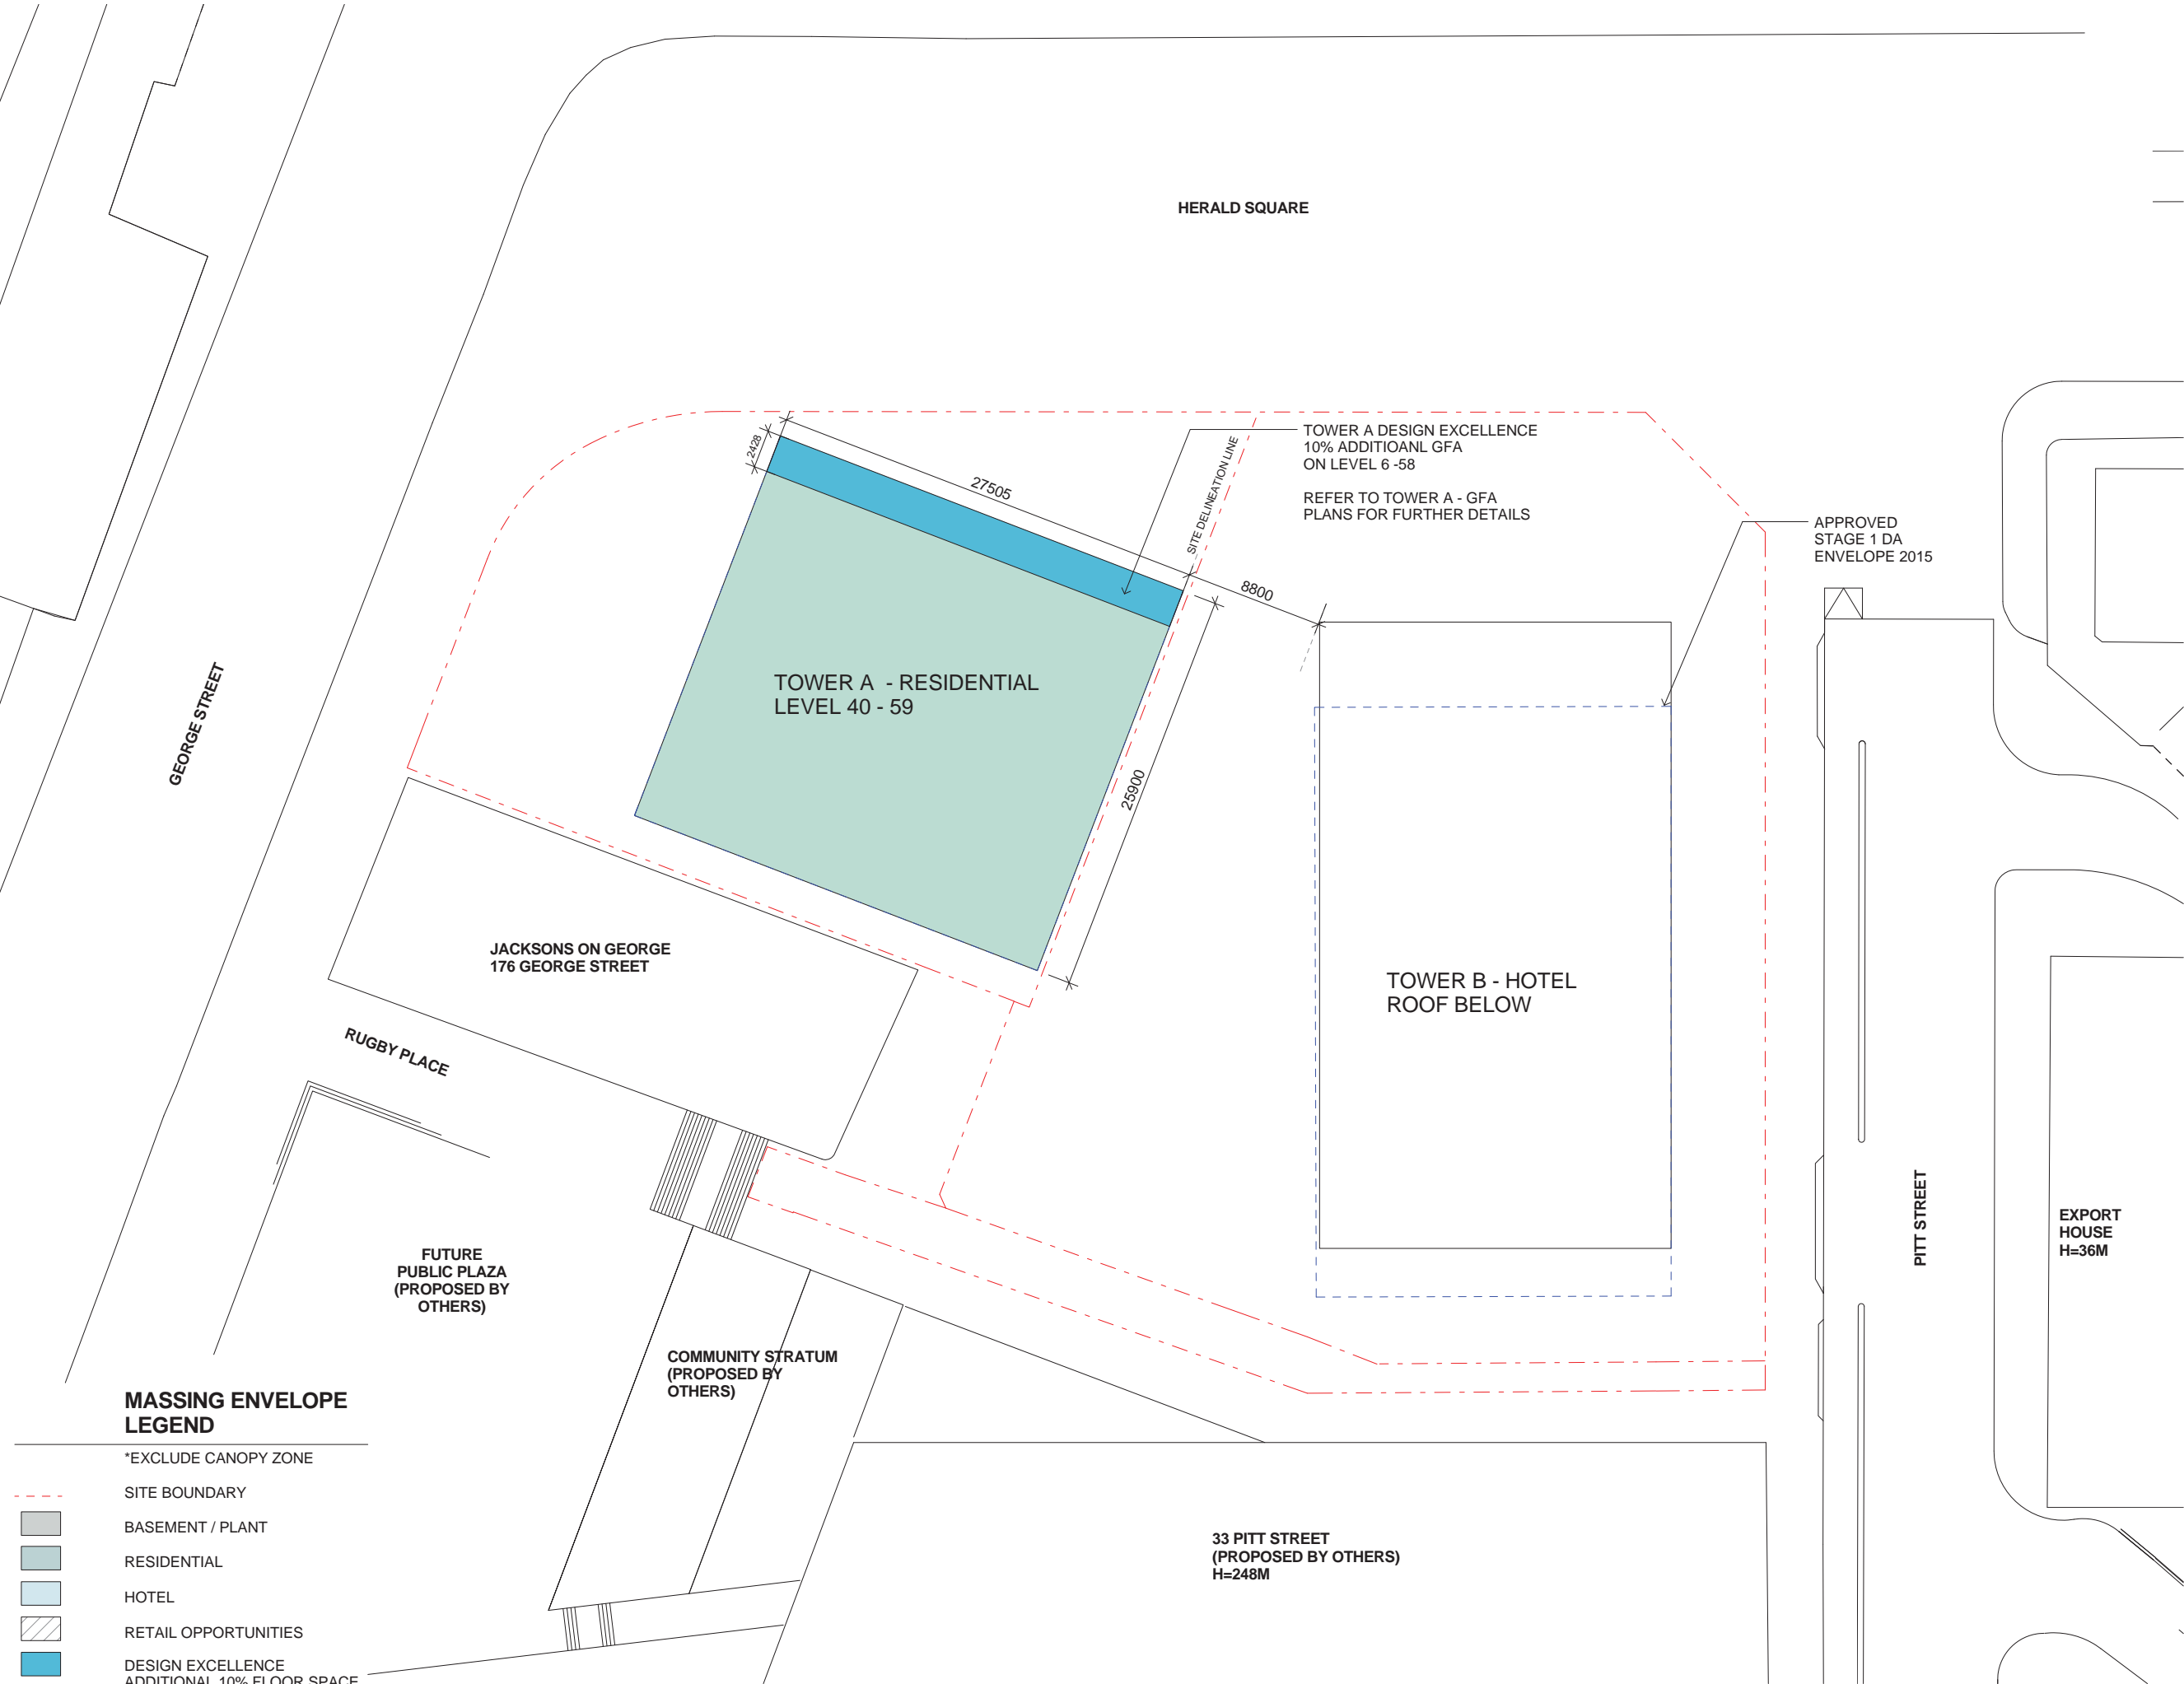 HERALD SQUARE
2428
27505
SITE DELINEATION LINE
TOWER A DESIGN EXCELLENCE
10% ADDITIOANL GFA
ON LEVEL 6 -58
REFER TO TOWER A - GFA
PLANS FOR FURTHER DETAILS
APPROVED
STAGE 1 DA
ENVELOPE 2015
8800
GEORGE STREET
TOWER A - RESIDENTIAL
LEVEL 40 - 59
25900
JACKSONS ON GEORGE
176 GEORGE STREET
TOWER B - HOTEL
ROOF BELOW
RUGBY PLACE
PITT STREET
EXPORT
HOUSE
H=36M
FUTURE
PUBLIC PLAZA
(PROPOSED BY
OTHERS)
COMMUNITY STRATUM
(PROPOSED BY
OTHERS)
33 PITT STREET
(PROPOSED BY OTHERS)
H=248M
MASSING ENVELOPE
LEGEND
*EXCLUDE CANOPY ZONE
SITE BOUNDARY
BASEMENT / PLANT
RESIDENTIAL
HOTEL
RETAIL OPPORTUNITIES
DESIGN EXCELLENCE
ADDITIONAL 10% FLOOR SPACE